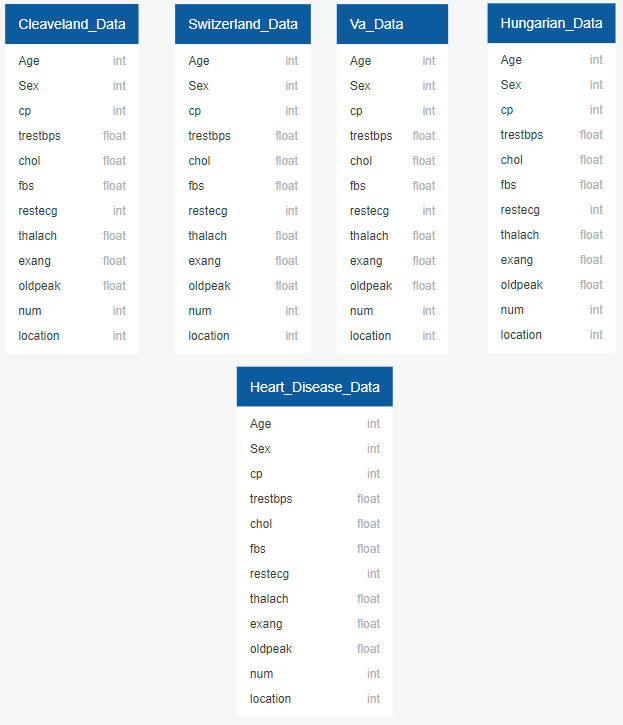 Cleaveland_Data
Age int
Sex int
cp int
trestbps float
chol float
fbs float
restecg int
thalach float
exang float
oldpeak float
num int
location int
Switzerland_Data
Age int
Sex int
cp int
trestbps float
chol float
fbs float
restecg int
thalach float
exang float
oldpeak float
num int
location int
Va_Data
Age int
Sex int
cp int
trestbps float
chol float
fbs float
restecg int
thalach float
exang float
oldpeak float
num int
location int
Hungarian_Data
Age int
Sex int
cp int
trestbps float
chol float
fbs float
restecg int
thalach float
exang float
oldpeak float
num int
location int
Heart_Disease_Data
Age int
Sex int
cp int
trestbps float
chol float
fbs float
restecg int
thalach float
exang float
oldpeak float
num int
location int